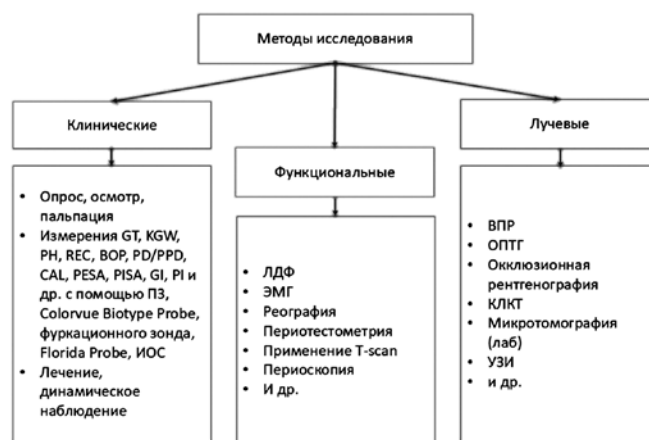 Методы исследования
Клинические
Опрос, осмотр,
пальпация
Измерения GT, KGW,
PH, REC, BOP, PD/PPD,
CAL, PESA, PISA, GI, PI и
др. с помощью ПЗ,
Colorvue Biotype Probe,
фуркационного зонда,
Florida Probe, ИОС
Лечение,
динамическое
наблюдение
Функциональные
ЛДФ
ЭМГ
Реография
Периотестометрия
Применение T-scan
Периоскопия
И др.
Лучевые
ВПР
ОПТГ
Окклюзионная
рентгенография
КЛКТ
Микротомография
(лаб)
УЗИ
и др.